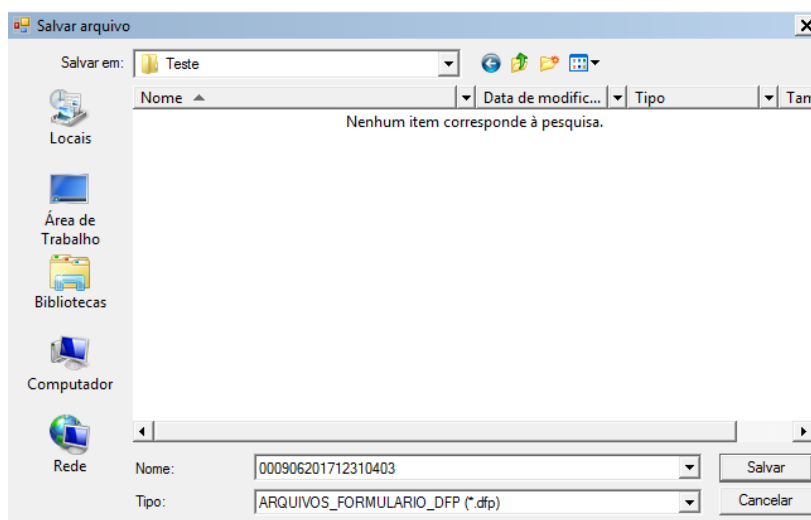 Salvar arquivo
Salvar em: Teste
Nome Data de modific... Tipo Tam
Nenhum item corresponde à pesquisa.
Locais
Área de
Trabalho
Bibliotecas
Computador
Rede
Nome: 000906201712310403 Salvar
Tipo: ARQUIVOS_FORMULARIO_DFP (*.dfp) Cancelar